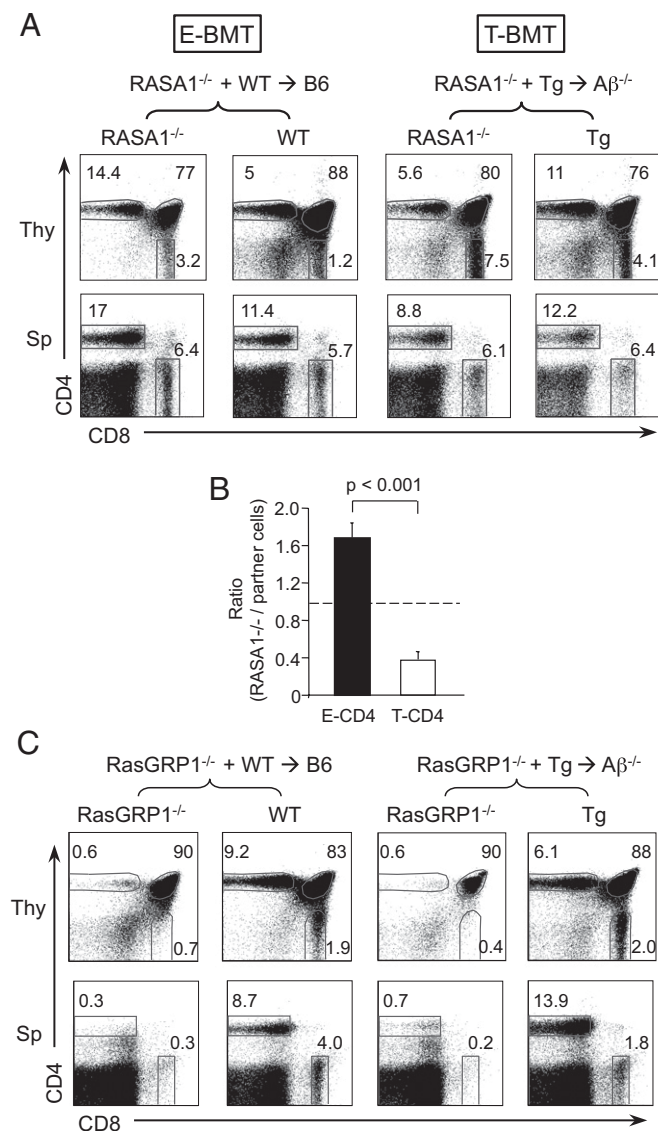 A
E-BMT T-BMT
RASA1-/- + WT → B6 RASA1-/- + Tg → Aβ-/-
RASA1-/- WT RASA1-/- Tg
Thy
14.4 77 5 88 5.6 80 11 76
3.2 1.2 7.5 4.1
Sp
17 11.4 8.8 12.2
6.4 5.7 6.1 6.4
CD4
CD8
B
p < 0.001
Ratio
(RASA1-/- / partner cells)
2.0
1.6
1.2
0.8
0.4
0
E-CD4 T-CD4
C
RasGRP1-/- + WT → B6 RasGRP1-/- + Tg → Aβ-/-
RasGRP1-/- WT RasGRP1-/- Tg
Thy
0.6 90 9.2 83 0.6 90 6.1 88
0.7 1.9 0.4 2.0
Sp
0.3 8.7 0.7 13.9
0.3 4.0 0.2 1.8
CD4
CD8